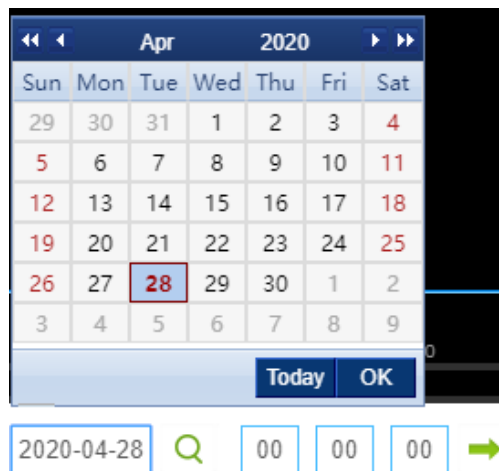 Apr 2020
Sun Mon Tue Wed Thu Fri Sat
29 30 31 1 2 3 4
5 6 7 8 9 10 11
12 13 14 15 16 17 18
19 20 21 22 23 24 25
26 27 28 29 30 1 2
3 4 5 6 7 8 9
0
Today OK
2020-04-28 00 00 00